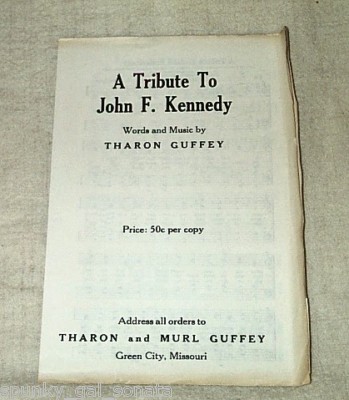 A Tribute To
John F. Kennedy
Words and Music by
THARON GUFFEY
Price: 50c per copy
Address all orders to
THARON and MURL GUFFEY
Green City, Missouri
spunky_gal_sonata